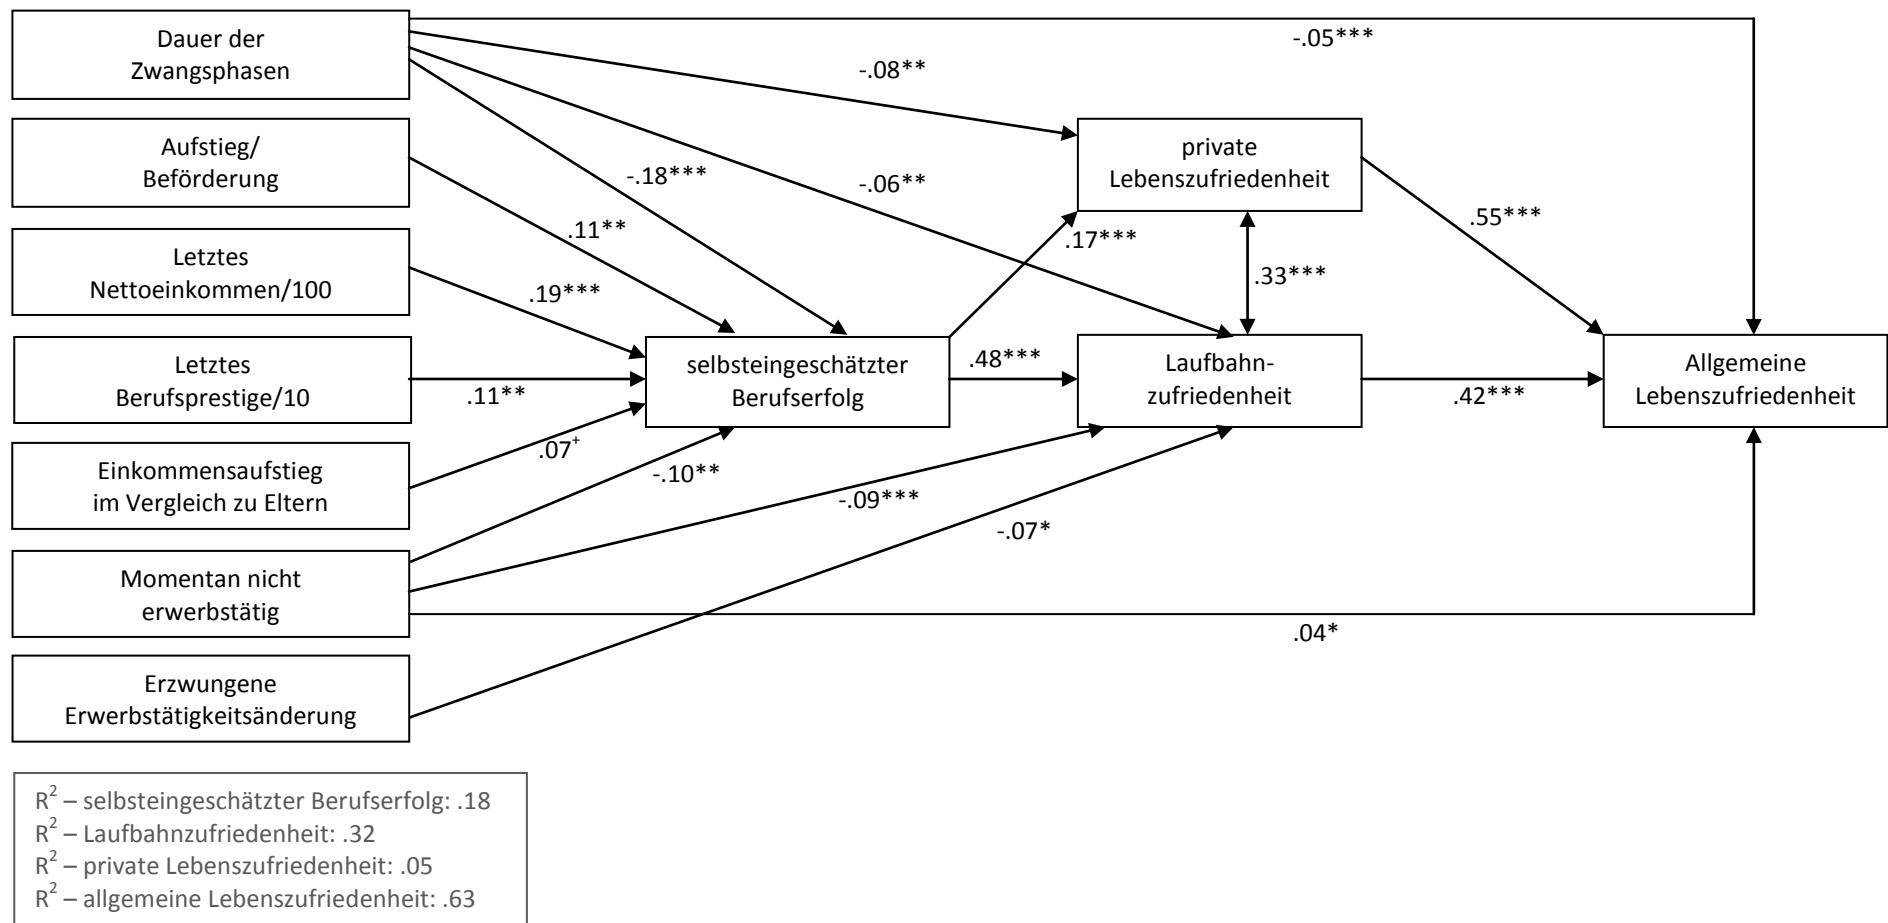 Dauer der
Zwangsphasen
-.05***
-.08**
Aufstieg/
Beförderung
private
Lebenszufriedenheit
-.18***
-.06**
.55***
.11**
.17***
Letztes
Nettoeinkommen/100
.19***
.33***
Letztes
Berufsprestige/10
.11**
selbsteingeschätzter
Berufserfolg
.48***
Laufbahn-
zufriedenheit
.42***
Allgemeine
Lebenszufriedenheit
Einkommensaufstieg
im Vergleich zu Eltern
.07⁺
-.10**
-.09***
-.07*
Momentan nicht
erwerbstätig
.04*
Erzwungene
Erwerbstätigkeitsänderung
R² – selbsteingeschätzter Berufserfolg: .18
R² – Laufbahnzufriedenheit: .32
R² – private Lebenszufriedenheit: .05
R² – allgemeine Lebenszufriedenheit: .63